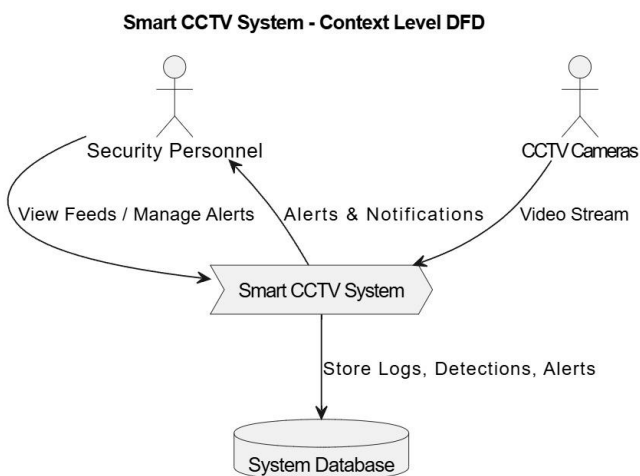 Smart CCTV System - Context Level DFD
Security Personnel
CCTV Cameras
View Feeds / Manage Alerts
Alerts & Notifications
Video Stream
Smart CCTV System
Store Logs, Detections, Alerts
System Database